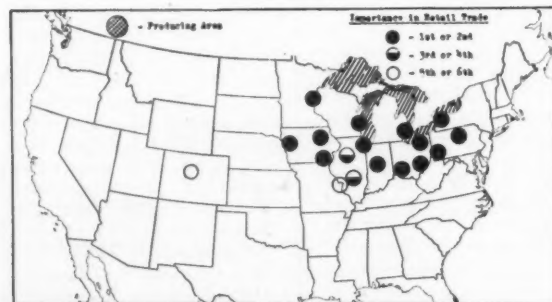 - Producing Area
Importance in Retail Trade
- 1st or 2nd
- 3rd or 4th
- 5th or 6th